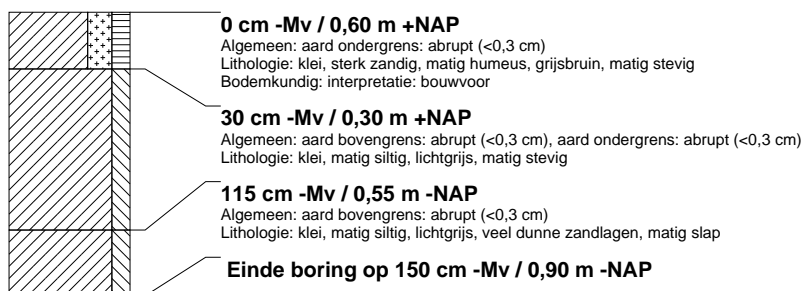 0 cm -Mv / 0,60 m +NAP
Algemeen: aard ondergrens: abrupt (<0,3 cm)
Lithologie: klei, sterk zandig, matig humeus, grijsbruin, matig stevig
Bodemkundig: interpretatie: bouwvoor
30 cm -Mv / 0,30 m +NAP
Algemeen: aard bovengrens: abrupt (<0,3 cm), aard ondergrens: abrupt (<0,3 cm)
Lithologie: klei, matig siltig, lichtgrijs, matig stevig
115 cm -Mv / 0,55 m -NAP
Algemeen: aard bovengrens: abrupt (<0,3 cm)
Lithologie: klei, matig siltig, lichtgrijs, veel dunne zandlagen, matig slap
Einde boring op 150 cm -Mv / 0,90 m -NAP